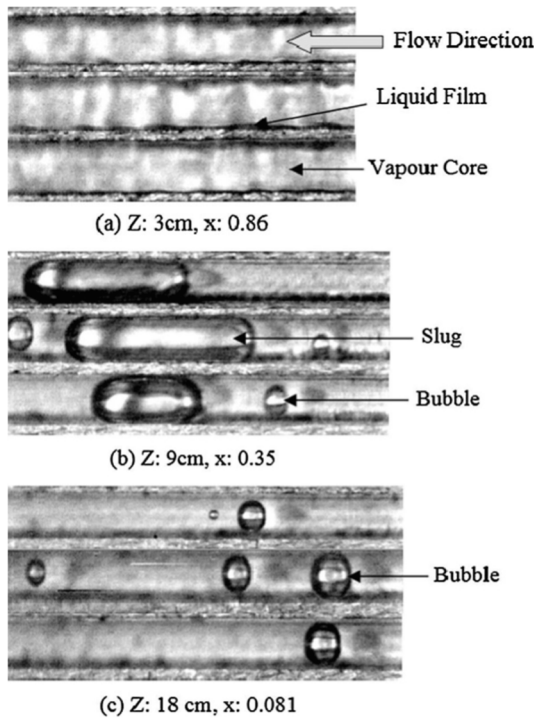 Flow Direction
Liquid Film
Vapour Core
(a) Z: 3cm, x: 0.86
Slug
Bubble
(b) Z: 9cm, x: 0.35
Bubble
(c) Z: 18 cm, x: 0.081